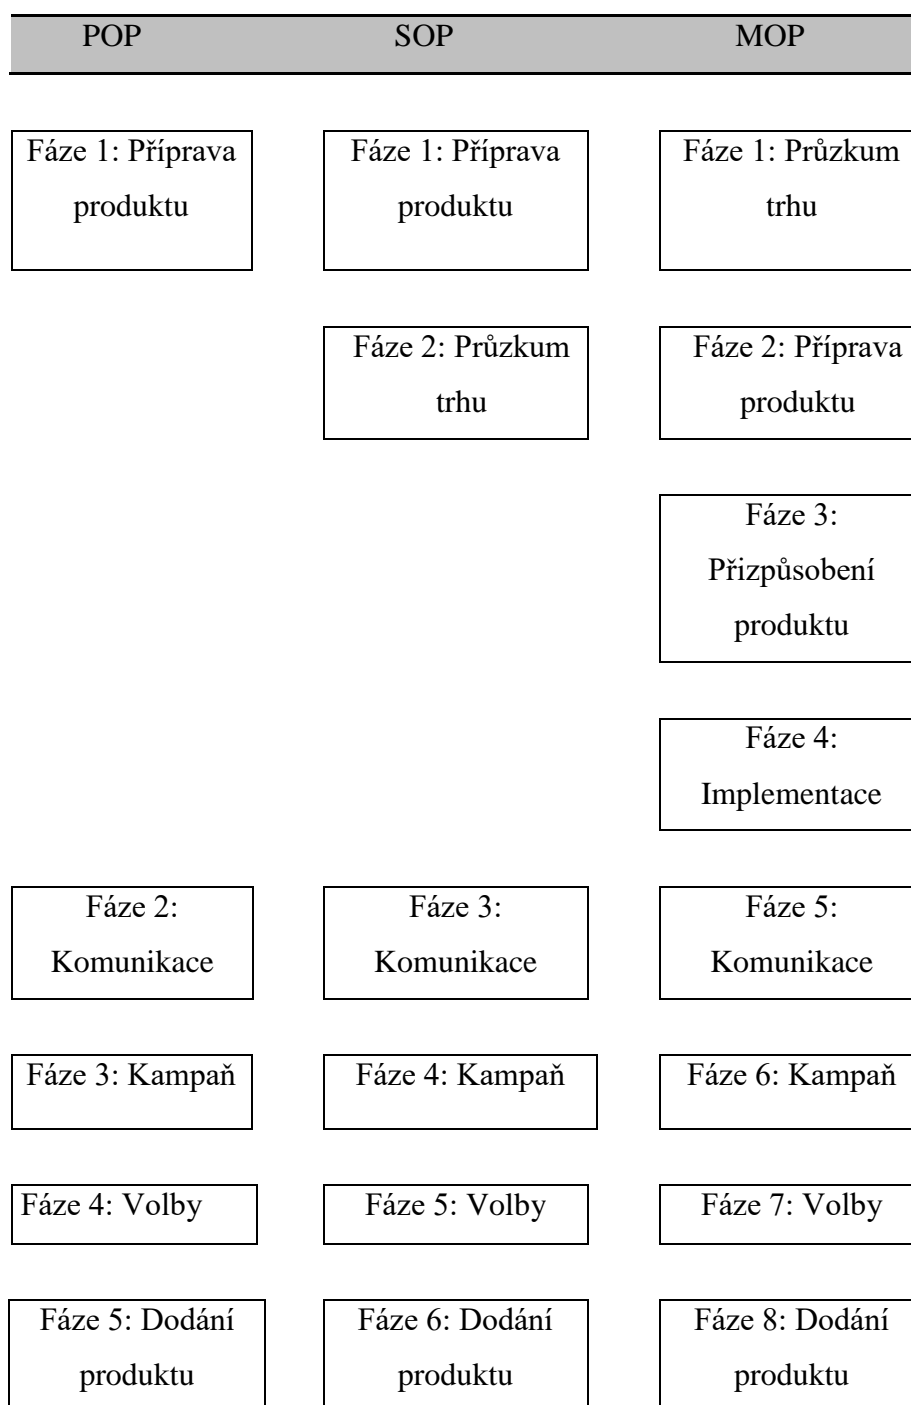 POP SOP MOP
Fáze 1: Příprava
produktu
Fáze 1: Příprava
produktu
Fáze 1: Průzkum
trhu
Fáze 2: Průzkum
trhu
Fáze 2: Příprava
produktu
Fáze 3:
Přizpůsobení
produktu
Fáze 4:
Implementace
Fáze 2:
Komunikace
Fáze 3:
Komunikace
Fáze 5:
Komunikace
Fáze 3: Kampaň
Fáze 4: Kampaň
Fáze 6: Kampaň
Fáze 4: Volby
Fáze 5: Volby
Fáze 7: Volby
Fáze 5: Dodání
produktu
Fáze 6: Dodání
produktu
Fáze 8: Dodání
produktu